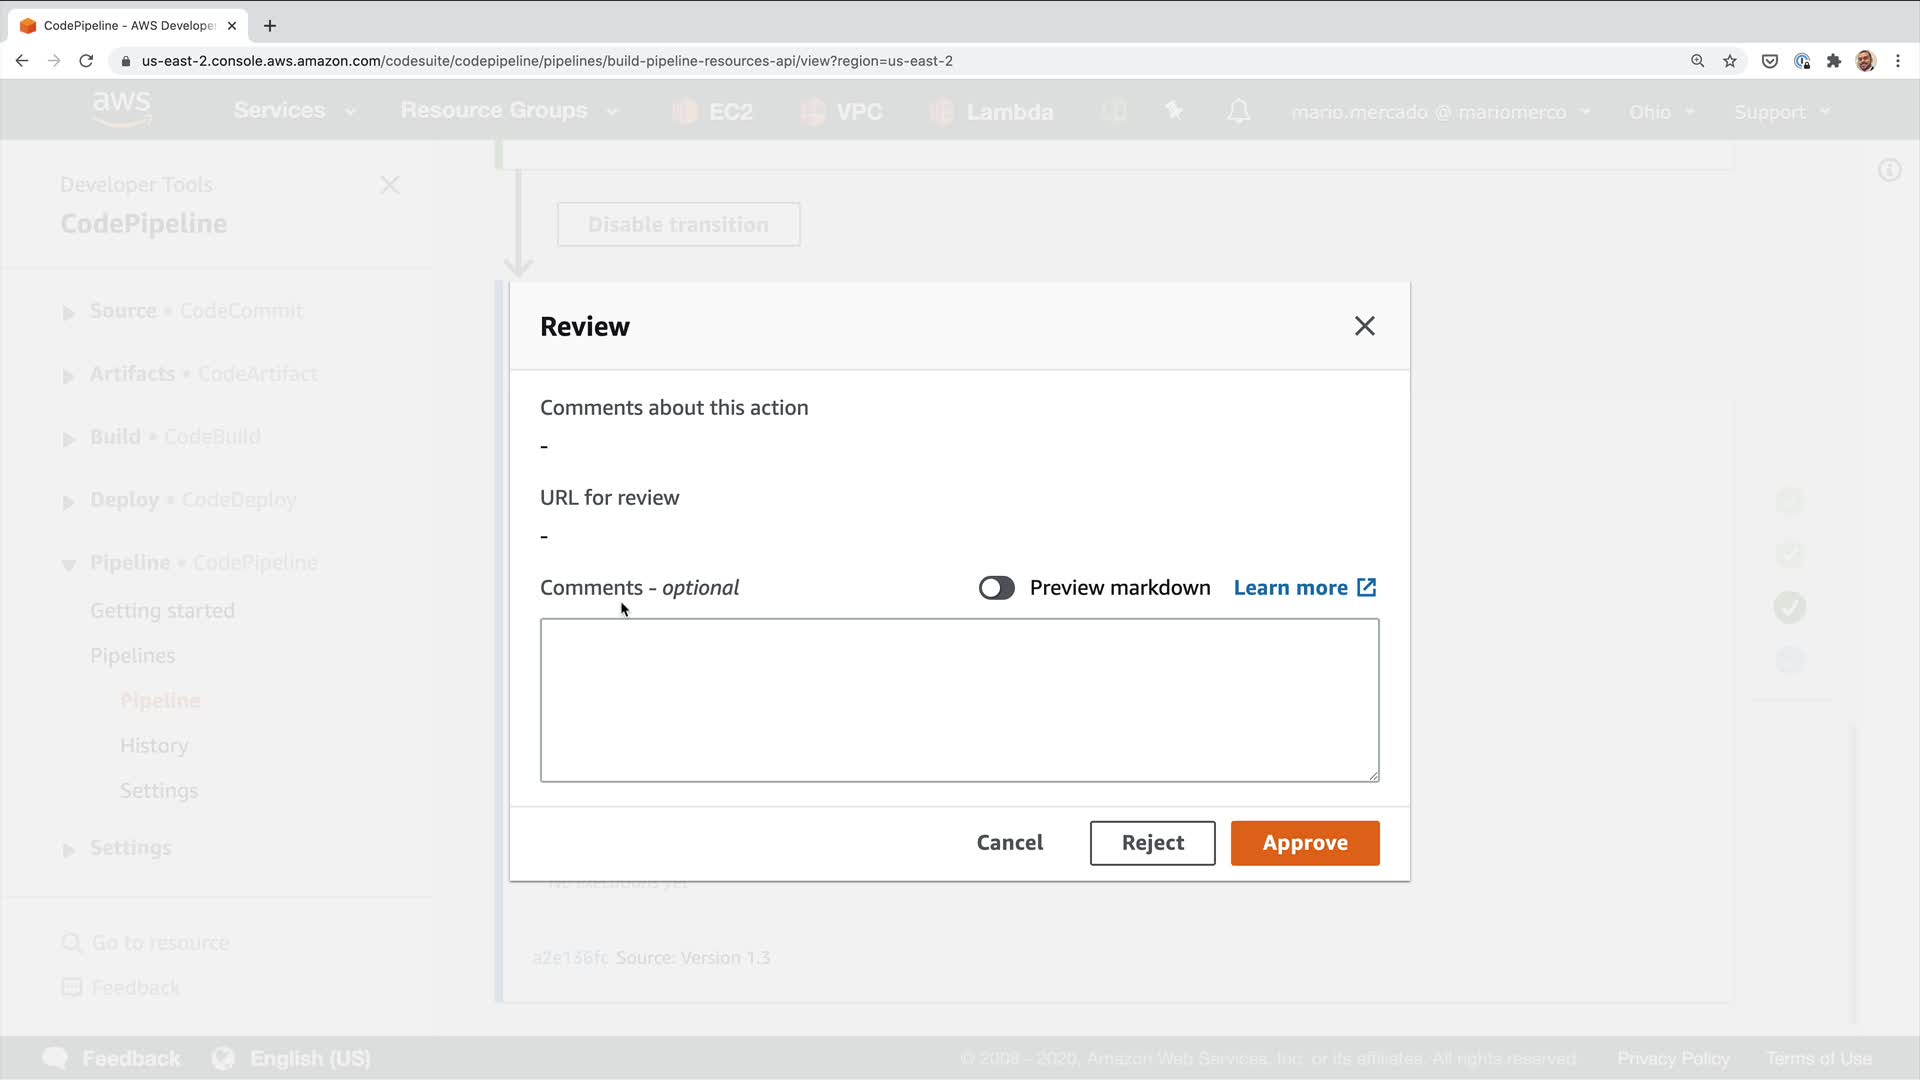 CodePipeline - AWS Develope
us-east-2.console.aws.amazon.com/codesuite/codepipeline/pipelines/build-pipeline-resources-api/view?region=us-east-2
aws Services Resource Groups EC2 VPC Lambda mario.mercado @ mariomerco Ohio Support
Developer Tools
CodePipeline
Source • CodeCommit
Artifacts • CodeArtifact
Build • CodeBuild
Deploy • CodeDeploy
Pipeline • CodePipeline
Getting started
Pipelines
Pipeline
History
Settings
Settings
Go to resource
Feedback
Disable transition
Review
Comments about this action
-
URL for review
-
Comments - optional Preview markdown Learn more
Cancel Reject Approve
No executions yet
a2e136fc Source: Version 1.3
Feedback English (US) © 2008 - 2020, Amazon Web Services, Inc. or its affiliates. All rights reserved. Privacy Policy Terms of Use